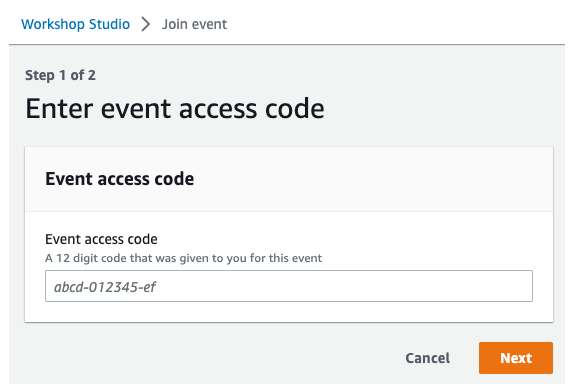 Workshop Studio > Join event
Step 1 of 2
Enter event access code
Event access code
Event access code
A 12 digit code that was given to you for this event
abcd-012345-ef
Cancel Next